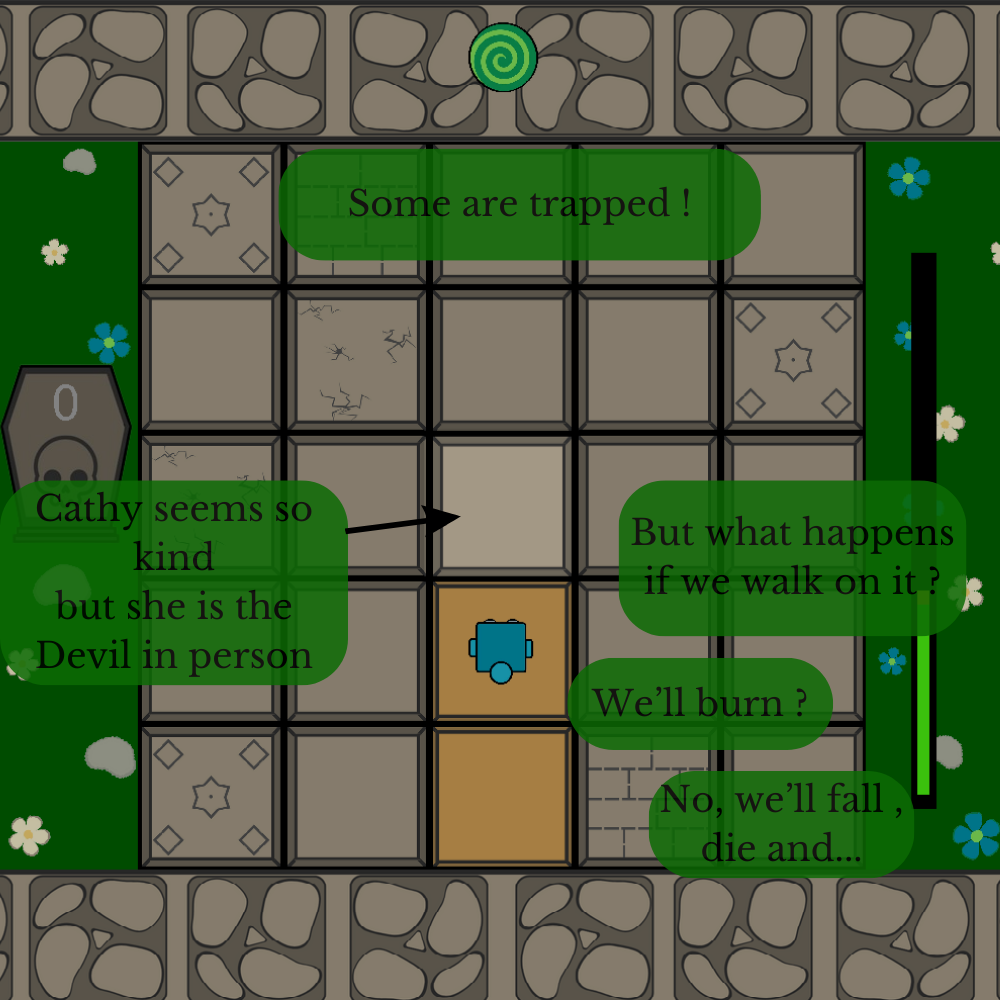 Some are trapped !
0
Cathy seems so
kind
but she is the
Devil in person
But what happens
if we walk on it ?
We'll burn ?
No, we'll fall ,
die and...